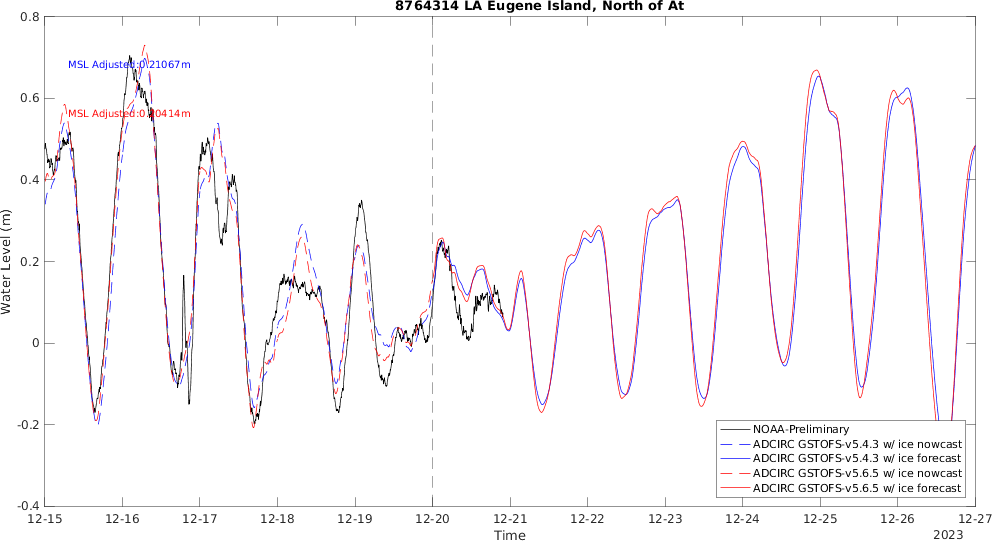 8764314 LA Eugene Island, North of At
Water Level (m)
0.8
0.6
0.4
0.2
0
-0.2
-0.4
MSL Adjusted:0.21067m
MSL Adjusted:0.20414m
NOAA-Preliminary
ADCIRC GSTOFS-v5.4.3 w/ ice nowcast
ADCIRC GSTOFS-v5.4.3 w/ ice forecast
ADCIRC GSTOFS-v5.6.5 w/ ice nowcast
ADCIRC GSTOFS-v5.6.5 w/ ice forecast
12-15 12-16 12-17 12-18 12-19 12-20 12-21 12-22 12-23 12-24 12-25 12-26 12-27
Time
2023